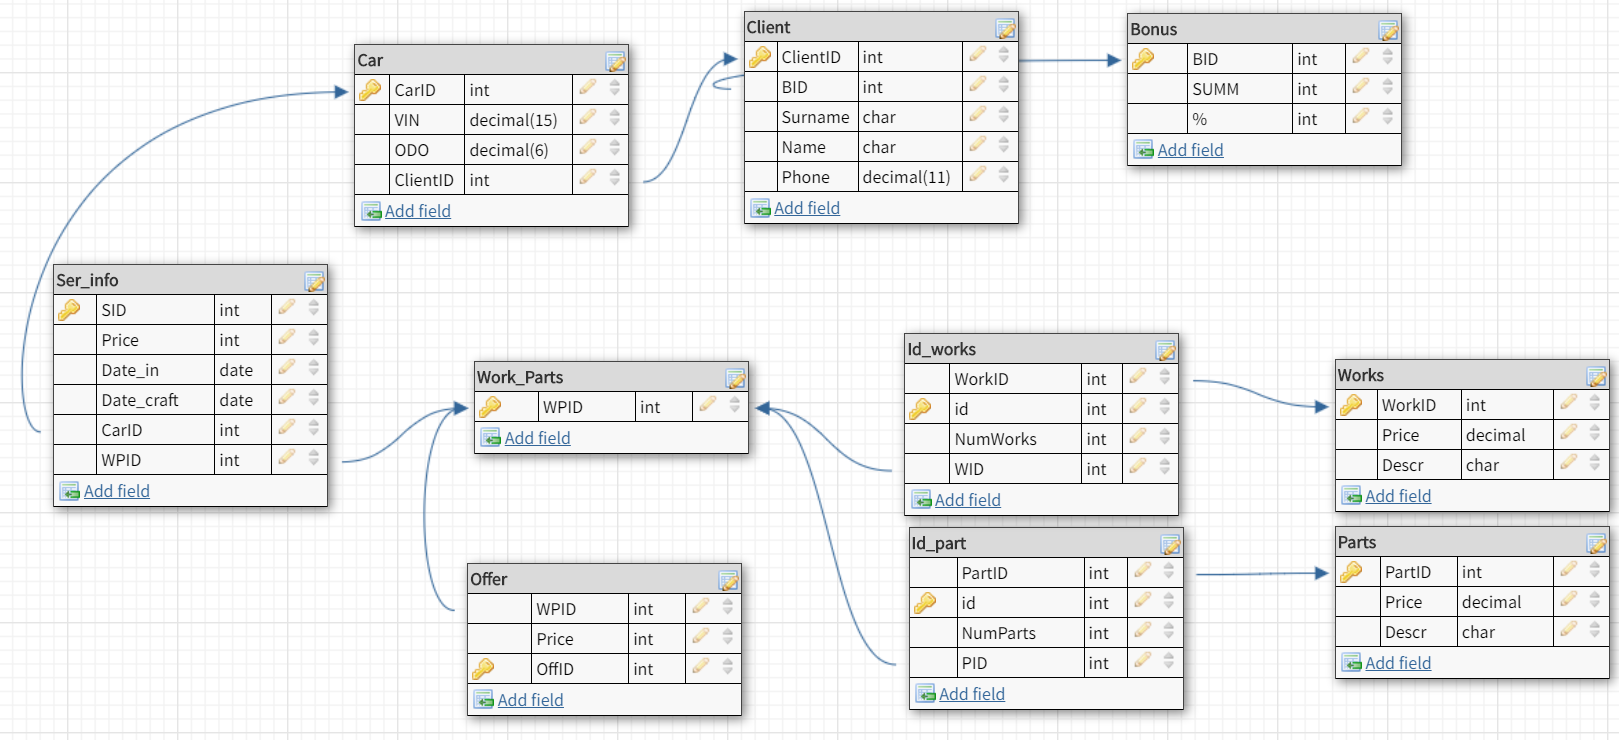 Car
CarID int
VIN decimal(15)
ODO decimal(6)
ClientID int
Add field
Client
ClientID int
BID int
Surname char
Name char
Phone decimal(11)
Add field
Bonus
BID int
SUMM int
% int
Add field
Ser_info
SID int
Price int
Date_in date
Date_craft date
CarID int
WPID int
Add field
Work_Parts
WPID int
Add field
Id_works
WorkID int
id int
NumWorks int
WID int
Add field
Works
WorkID int
Price decimal
Descr char
Add field
Offer
WPID int
Price int
OffID int
Add field
Id_part
PartID int
id int
NumParts int
PID int
Add field
Parts
PartID int
Price decimal
Descr char
Add field